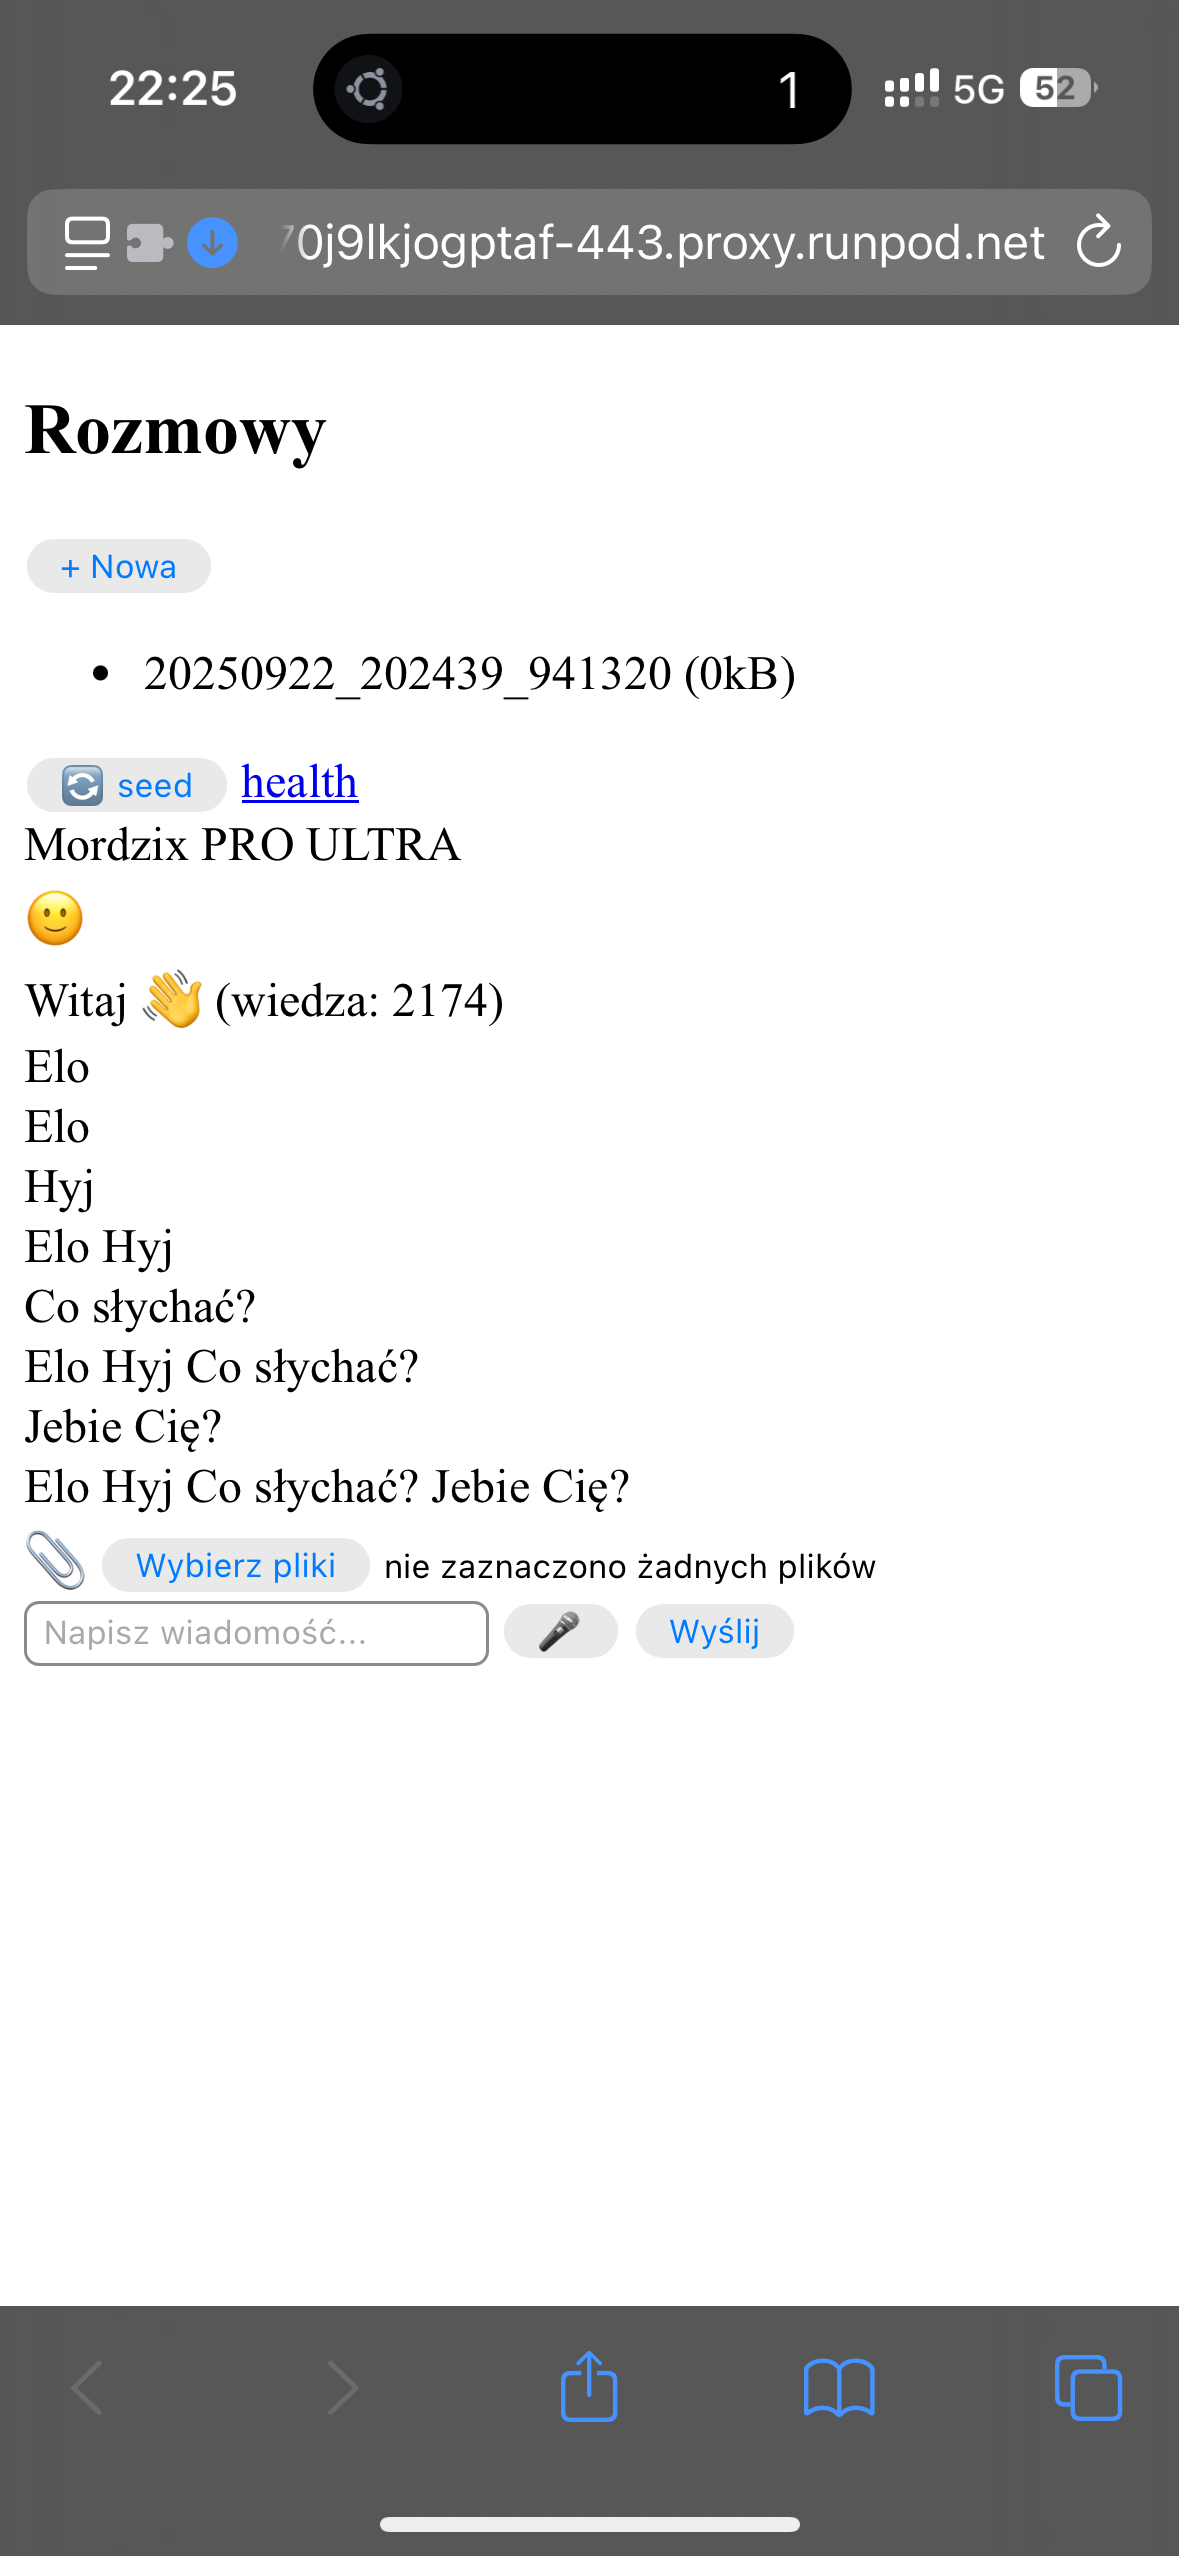 22:25
1
5G
52
70j9lkjogptaf-443.proxy.runpod.net
Rozmowy
+ Nowa
• 20250922_202439_941320 (0kB)
seed health
Mordzix PRO ULTRA
🙂
Witaj 👋 (wiedza: 2174)
Elo
Elo
Hyj
Elo Hyj
Co słychać?
Elo Hyj Co słychać?
Jebie Cię?
Elo Hyj Co słychać? Jebie Cię?
Wybierz pliki nie zaznaczono żadnych plików
Napisz wiadomość... Wyślij